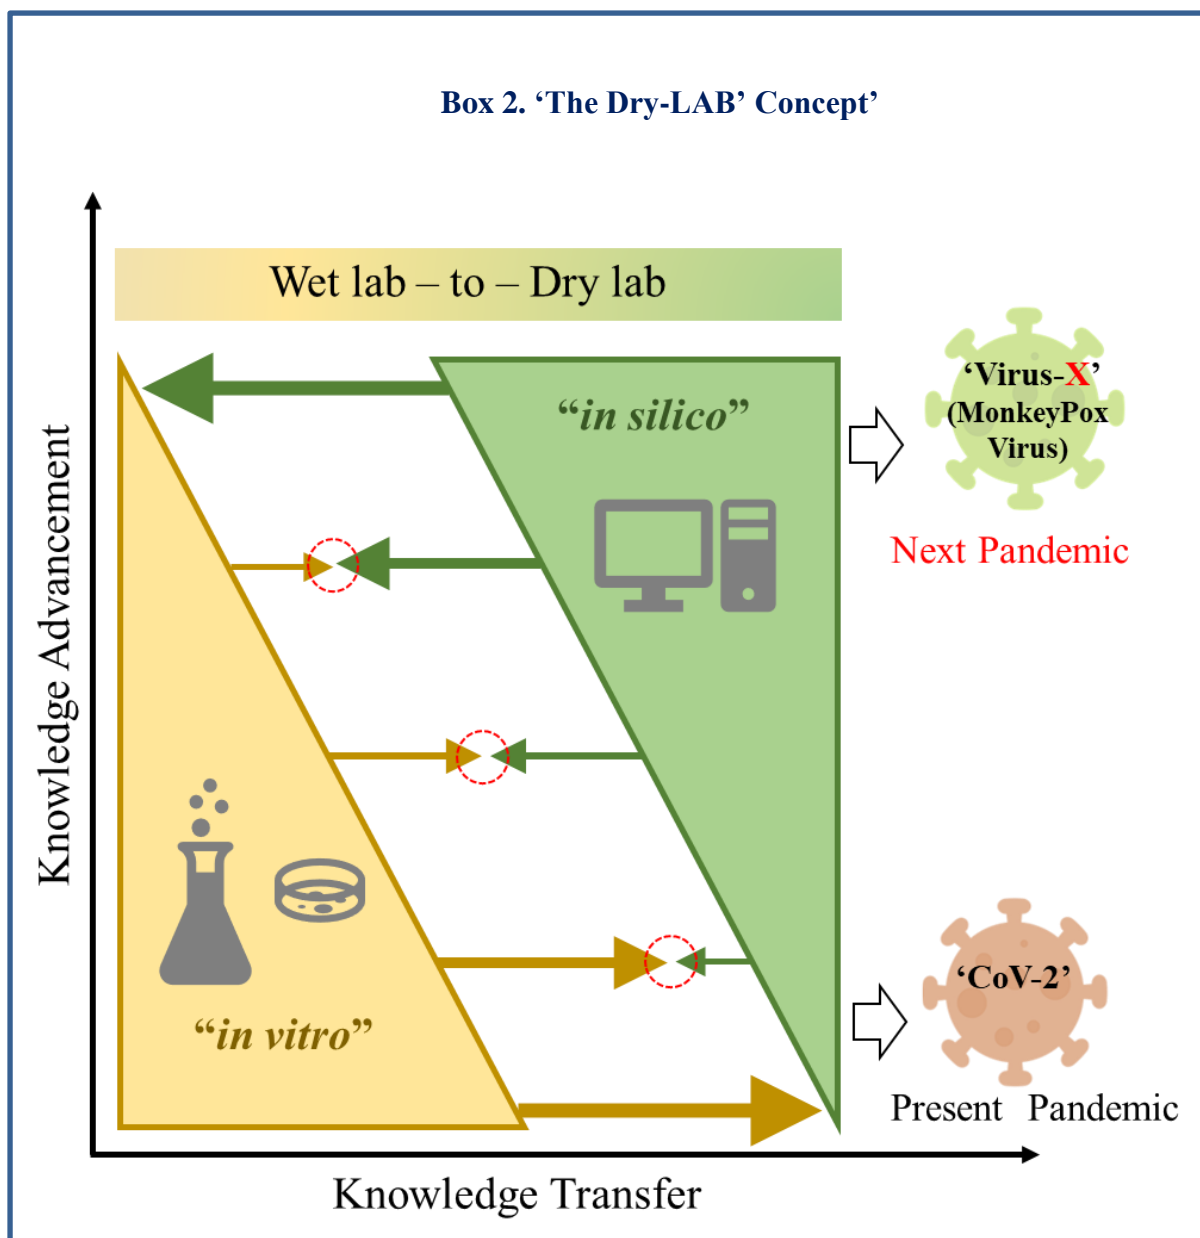 Box 2. ‘The Dry-LAB’ Concept’
Wet lab – to – Dry lab
“in silico”
‘Virus-X’
(MonkeyPox
Virus)
Next Pandemic
Knowledge Advancement
“in vitro”
‘CoV-2’
Present Pandemic
Knowledge Transfer